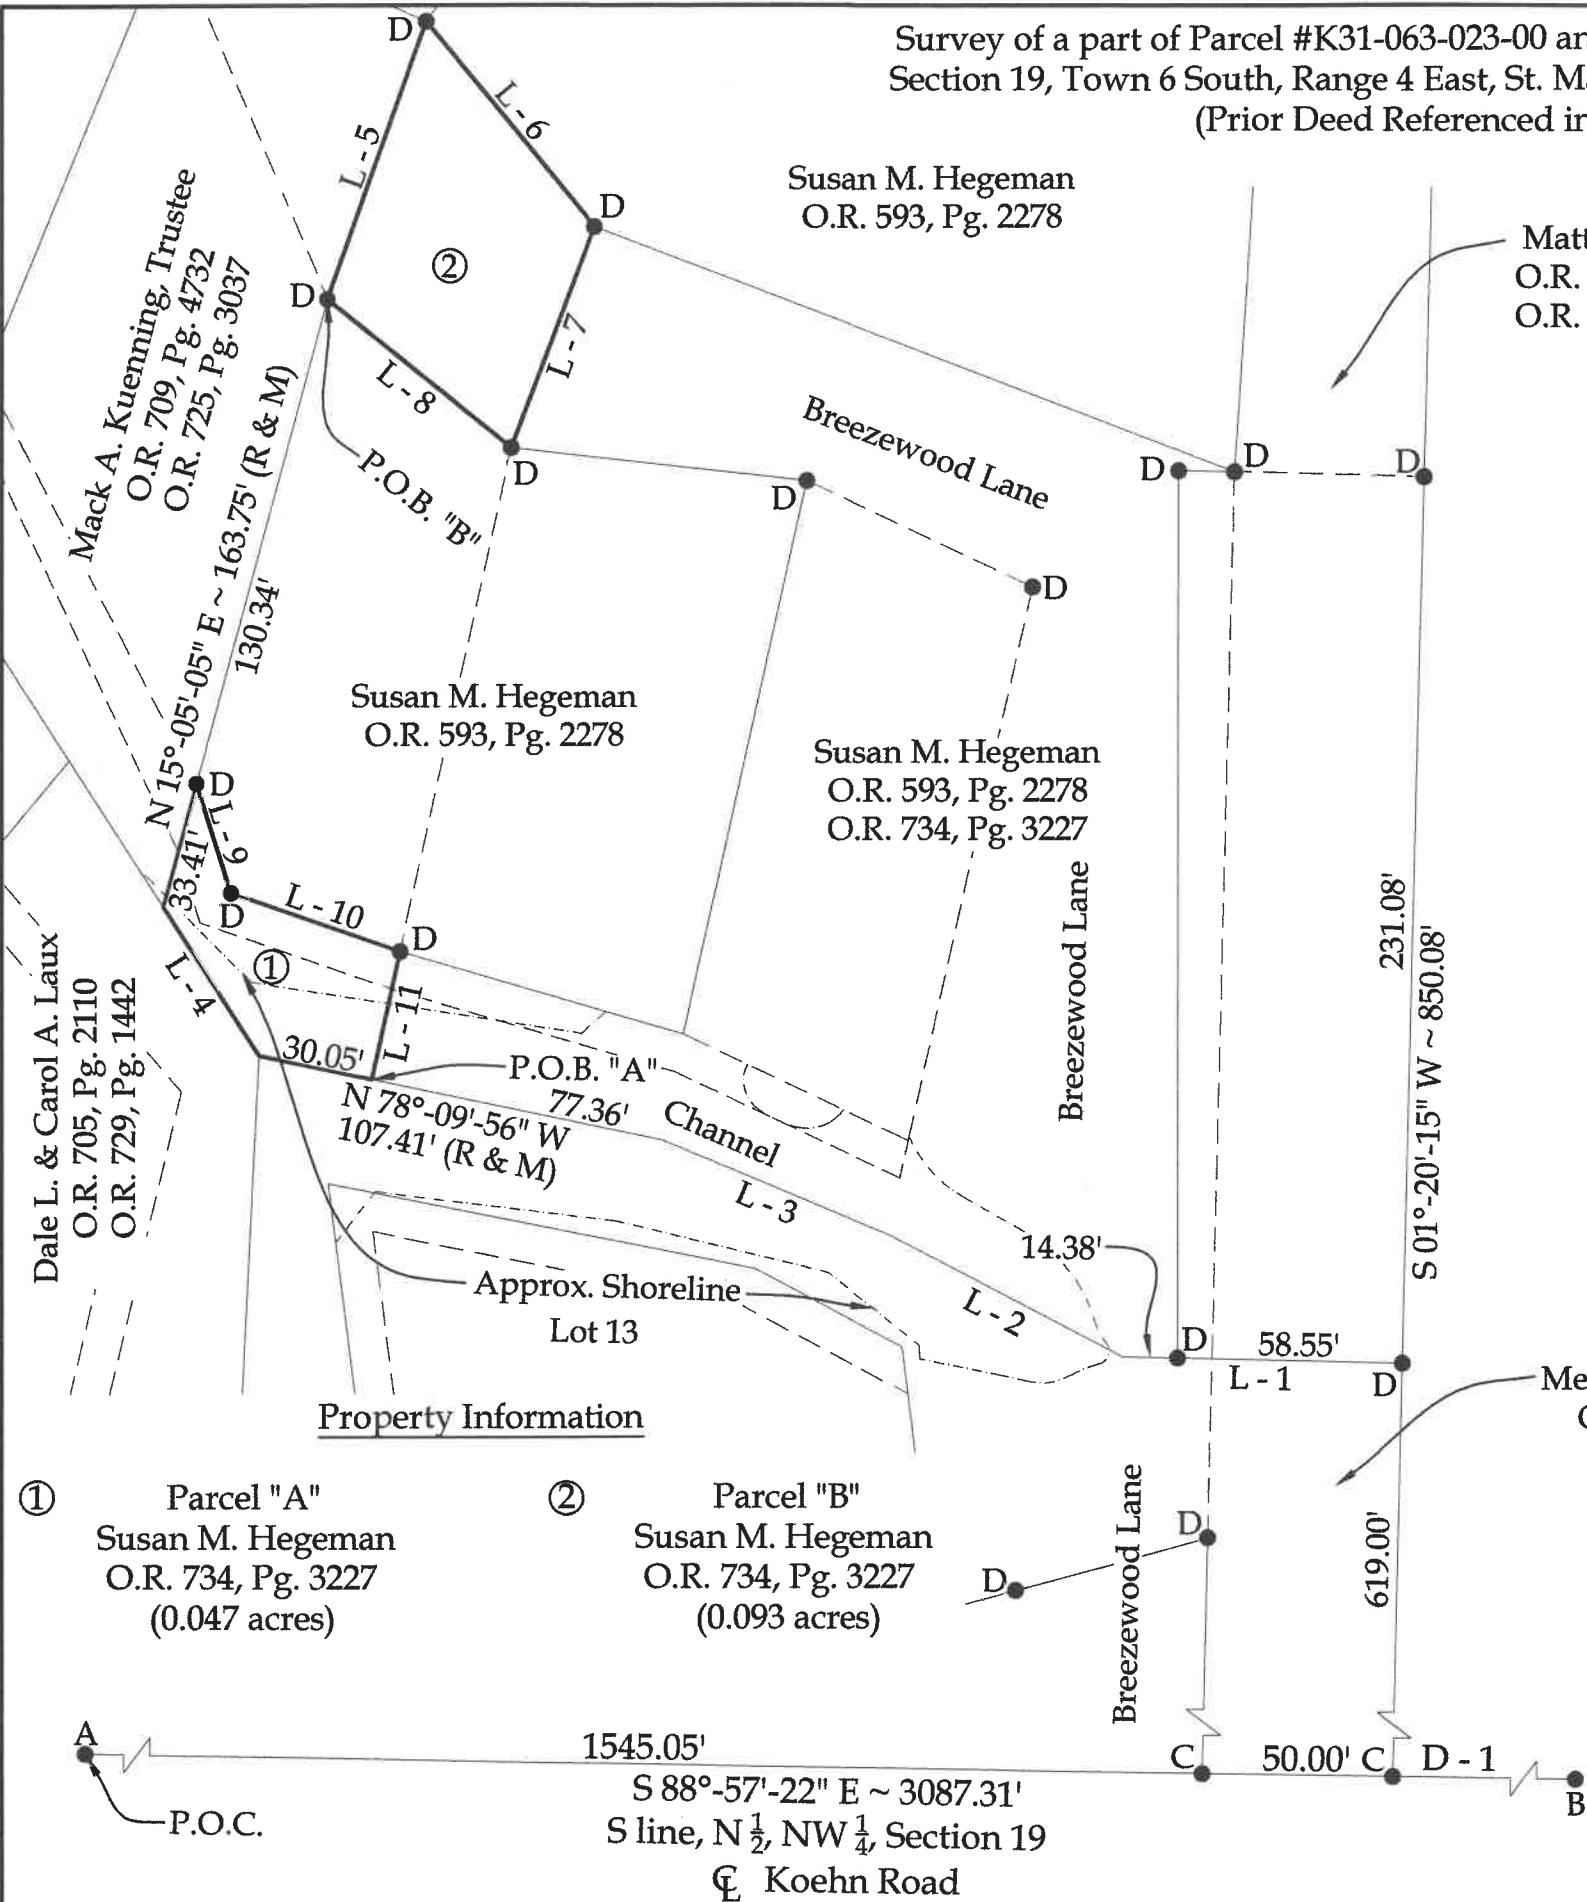 Survey of a part of Parcel #K31-063-023-00
Section 19, Town 6 South, Range 4 East, St.
(Prior Deed Referenced
D
L - 6
L - 5
Susan M. Hegeman
O.R. 593, Pg. 2278
D
②
D
L - 7
L - 8
D
P.O.B. "B"
Mack A. Kuenning, Trustee
O.R. 709, Pg. 4732
O.R. 725, Pg. 3037
O.R.
O.R.
Breezewood Lane
D
D
D
D
D
N 15°-05'-05" E ~ 163.75' (R & M)
130.34'
Susan M. Hegeman
O.R. 593, Pg. 2278
Susan M. Hegeman
O.R. 593, Pg. 2278
O.R. 734, Pg. 3227
D
L - 9
33.41'
D
L - 10
D
①
L - 4
L - 11
30.05'
P.O.B. "A"
N 78°-09'-56" W
107.41' (R & M)
77.36'
Channel
L - 3
Breezewood Lane
231.08'
S 01°-20'-15" W ~ 850.08'
Dale L. & Carol A. Laux
O.R. 705, Pg. 2110
O.R. 729, Pg. 1442
Approx. Shoreline
Lot 13
14.38'
L - 2
D
58.55'
L - 1
D
Property Information
①
Parcel "A"
Susan M. Hegeman
O.R. 734, Pg. 3227
(0.047 acres)
②
Parcel "B"
Susan M. Hegeman
O.R. 734, Pg. 3227
(0.093 acres)
D
D
Breezewood Lane
619.00'
A
1545.05'
C
50.00'
C
D - 1
B
P.O.C.
S 88°-57'-22" E ~ 3087.31'
S line, N ½, NW ¼, Section 19
℄ Koehn Road